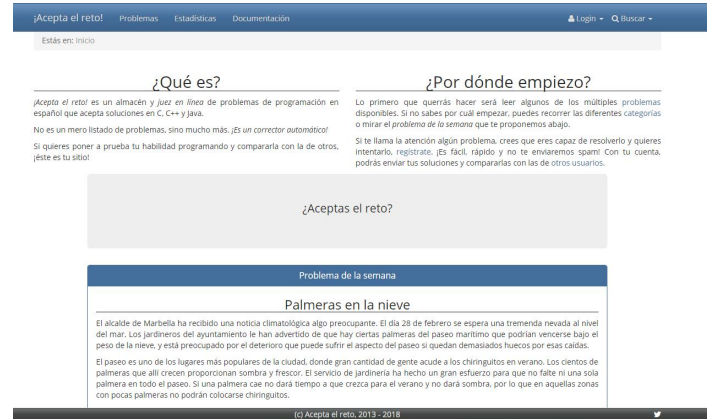 ¡Acepta el reto! Problemas Estadísticas Documentación Login Buscar
Estás en: Inicio
¿Qué es?
¡Acepta el reto! es un almacén y juez en línea de problemas de programación en
español que acepta soluciones en C, C++ y Java.
No es un mero listado de problemas, sino mucho más. ¡Es un corrector automático!
Si quieres poner a prueba tu habilidad programando y compararla con la de otros,
¡éste es tu sitio!
¿Por dónde empiezo?
Lo primero que querrás hacer será leer algunos de los múltiples problemas
disponibles. Si no sabes por cuál empezar, puedes recorrer las diferentes categorías
o mirar el problema de la semana que te proponemos abajo.
Si te llama la atención algún problema, crees que eres capaz de resolverlo y quieres
intentarlo, regístrate. ¡Es fácil, rápido y no te enviaremos spam! Con tu cuenta,
podrás enviar tus soluciones y compararlas con las de otros usuarios.
¿Aceptas el reto?
Problema de la semana
Palmeras en la nieve
El alcalde de Marbella ha recibido una noticia climatológica algo preocupante. El día 28 de febrero se espera una tremenda nevada al nivel
del mar. Los jardineros del ayuntamiento le han advertido de que hay ciertas palmeras del paseo marítimo que podrían vencerse bajo el
peso de la nieve, y está preocupado por el deterioro que puede sufrir el aspecto del paseo si quedan demasiados huecos por esas caídas.
El paseo es uno de los lugares más populares de la ciudad, donde gran cantidad de gente acude a los chiringuitos en verano. Los cientos de
palmeras que allí crecen proporcionan sombra y frescor. El servicio de jardinería ha hecho un gran esfuerzo para que no falte ni una sola
palmera en todo el paseo. Si una palmera cae no dará tiempo a que crezca para el verano y no dará sombra, por lo que en aquellas zonas
con pocas palmeras no podrán colocarse chiringuitos.
(c) Acepta el reto, 2013 - 2018